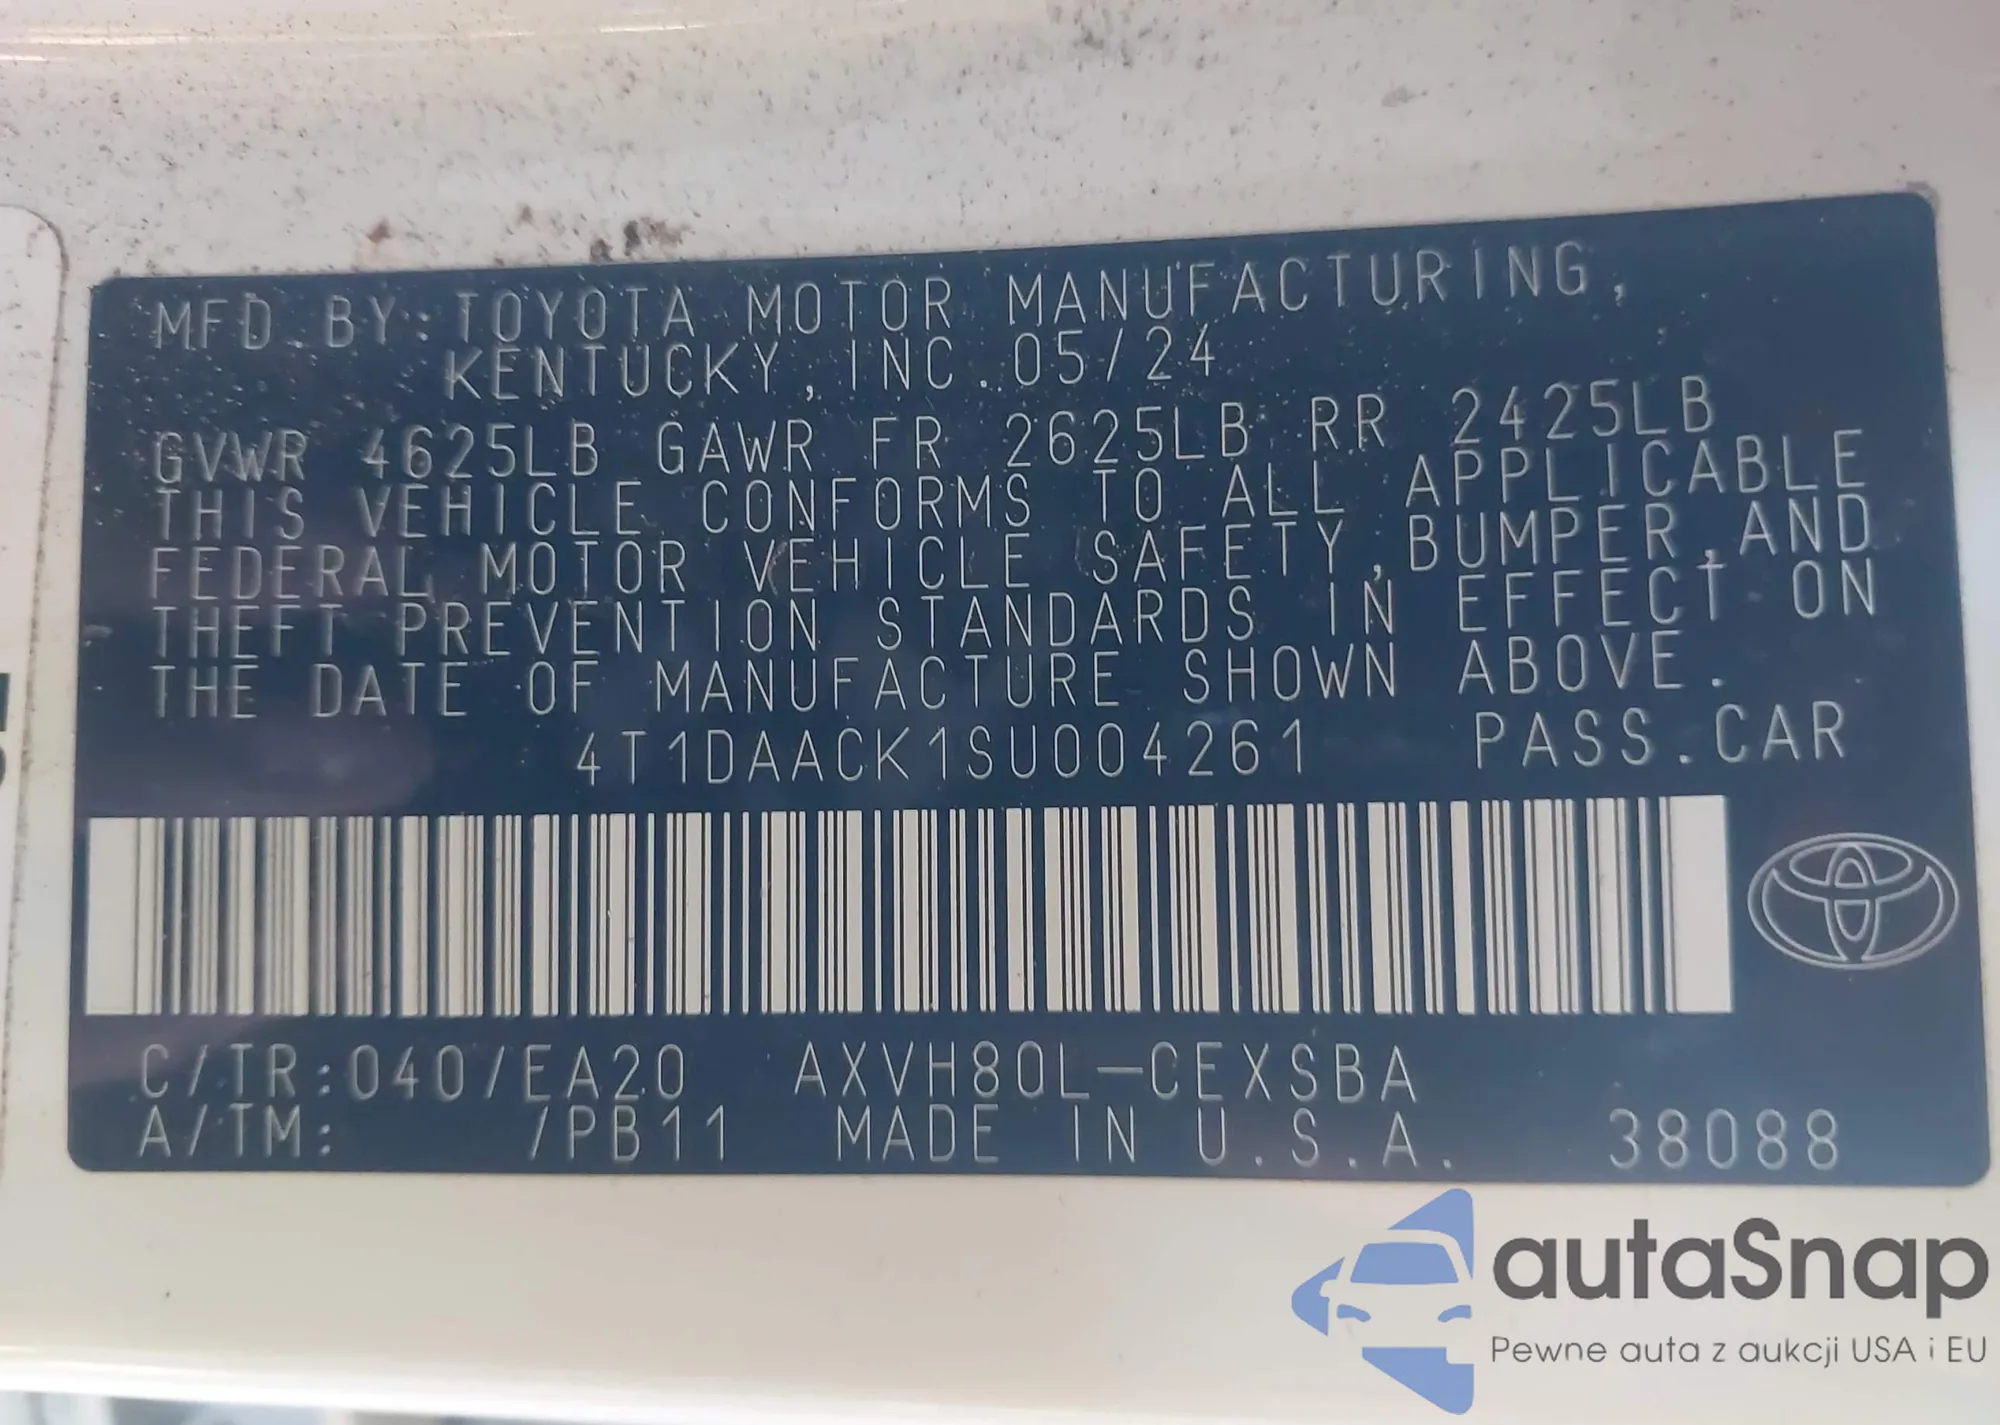 MFD. BY: TOYOTA MOTOR MANUFACTURING,
KENTUCKY, INC. 05/24
GVWR 4625LB GAWR FR 2625LB RR 2425LB
THIS VEHICLE CONFORMS TO ALL APPLICABLE
FEDERAL MOTOR VEHICLE SAFETY, BUMPER, AND
THEFT PREVENTION STANDARDS IN EFFECT ON
THE DATE OF MANUFACTURE SHOWN ABOVE.
4T1DAACK1SU004261 PASS. CAR
C/TR:040/EA20 AXVH80L-CEXSBA
A/TM: /PB11 MADE IN U.S.A. 38088
autaSnap
Pewne auta z aukcji USA i EU